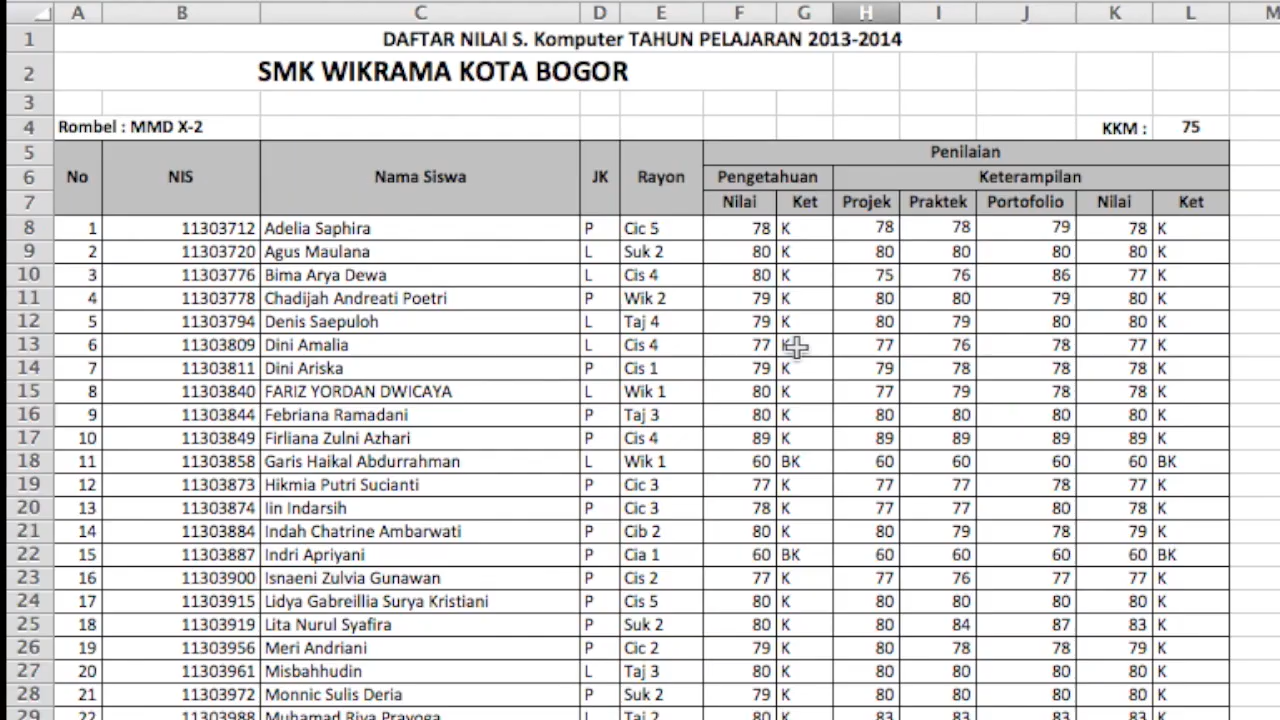 A B C D E F G H I J K L M
1 DAFTAR NILAI S. Komputer TAHUN PELAJARAN 2013-2014
2 SMK WIKRAMA KOTA BOGOR
3
4 Rombel : MMD X-2 KKM : 75
5 Penilaian
6 No NIS Nama Siswa JK Rayon Pengetahuan Keterampilan
7 Nilai Ket Projek Praktek Portofolio Nilai Ket
8 1 11303712 Adelia Saphira P Cic 5 78 K 78 78 79 78 K
9 2 11303720 Agus Maulana L Suk 2 80 K 80 80 80 80 K
10 3 11303776 Bima Arya Dewa L Cis 4 80 K 75 76 86 77 K
11 4 11303778 Chadijah Andreati Poetri P Wik 2 79 K 80 80 79 80 K
12 5 11303794 Denis Saepuloh L Taj 4 79 K 80 79 80 80 K
13 6 11303809 Dini Amalia L Cis 4 77 K 77 76 78 77 K
14 7 11303811 Dini Ariska P Cis 1 79 K 79 78 78 78 K
15 8 11303840 FARIZ YORDAN DWICAYA L Wik 1 80 K 77 79 78 78 K
16 9 11303844 Febriana Ramadani P Taj 3 80 K 80 80 80 80 K
17 10 11303849 Firliana Zulni Azhari P Cis 4 89 K 89 89 89 89 K
18 11 11303858 Garis Haikal Abdurrahman L Wik 1 60 BK 60 60 60 60 BK
19 12 11303873 Hikmia Putri Sucianti P Cic 3 77 K 77 77 78 77 K
20 13 11303874 Iin Indarsih P Cic 3 78 K 77 77 80 78 K
21 14 11303884 Indah Chatrine Ambarwati P Cib 2 80 K 80 79 78 79 K
22 15 11303887 Indri Apriyani P Cia 1 60 BK 60 60 60 60 BK
23 16 11303900 Isnaeni Zulvia Gunawan P Cis 2 77 K 77 76 77 77 K
24 17 11303915 Lidya Gabreillia Surya Kristiani P Cis 5 80 K 80 80 80 80 K
25 18 11303919 Lita Nurul Syafira P Suk 2 80 K 80 84 87 83 K
26 19 11303956 Meri Andriani P Cic 2 79 K 80 78 78 79 K
27 20 11303961 Misbahhudin L Taj 3 80 K 80 80 80 80 K
28 21 11303972 Monnic Sulis Deria P Suk 2 79 K 80 80 80 80 K
29 22 11303988 Muhamad Riva Prayoga L Taj 2 80 K 83 83 83 83 K